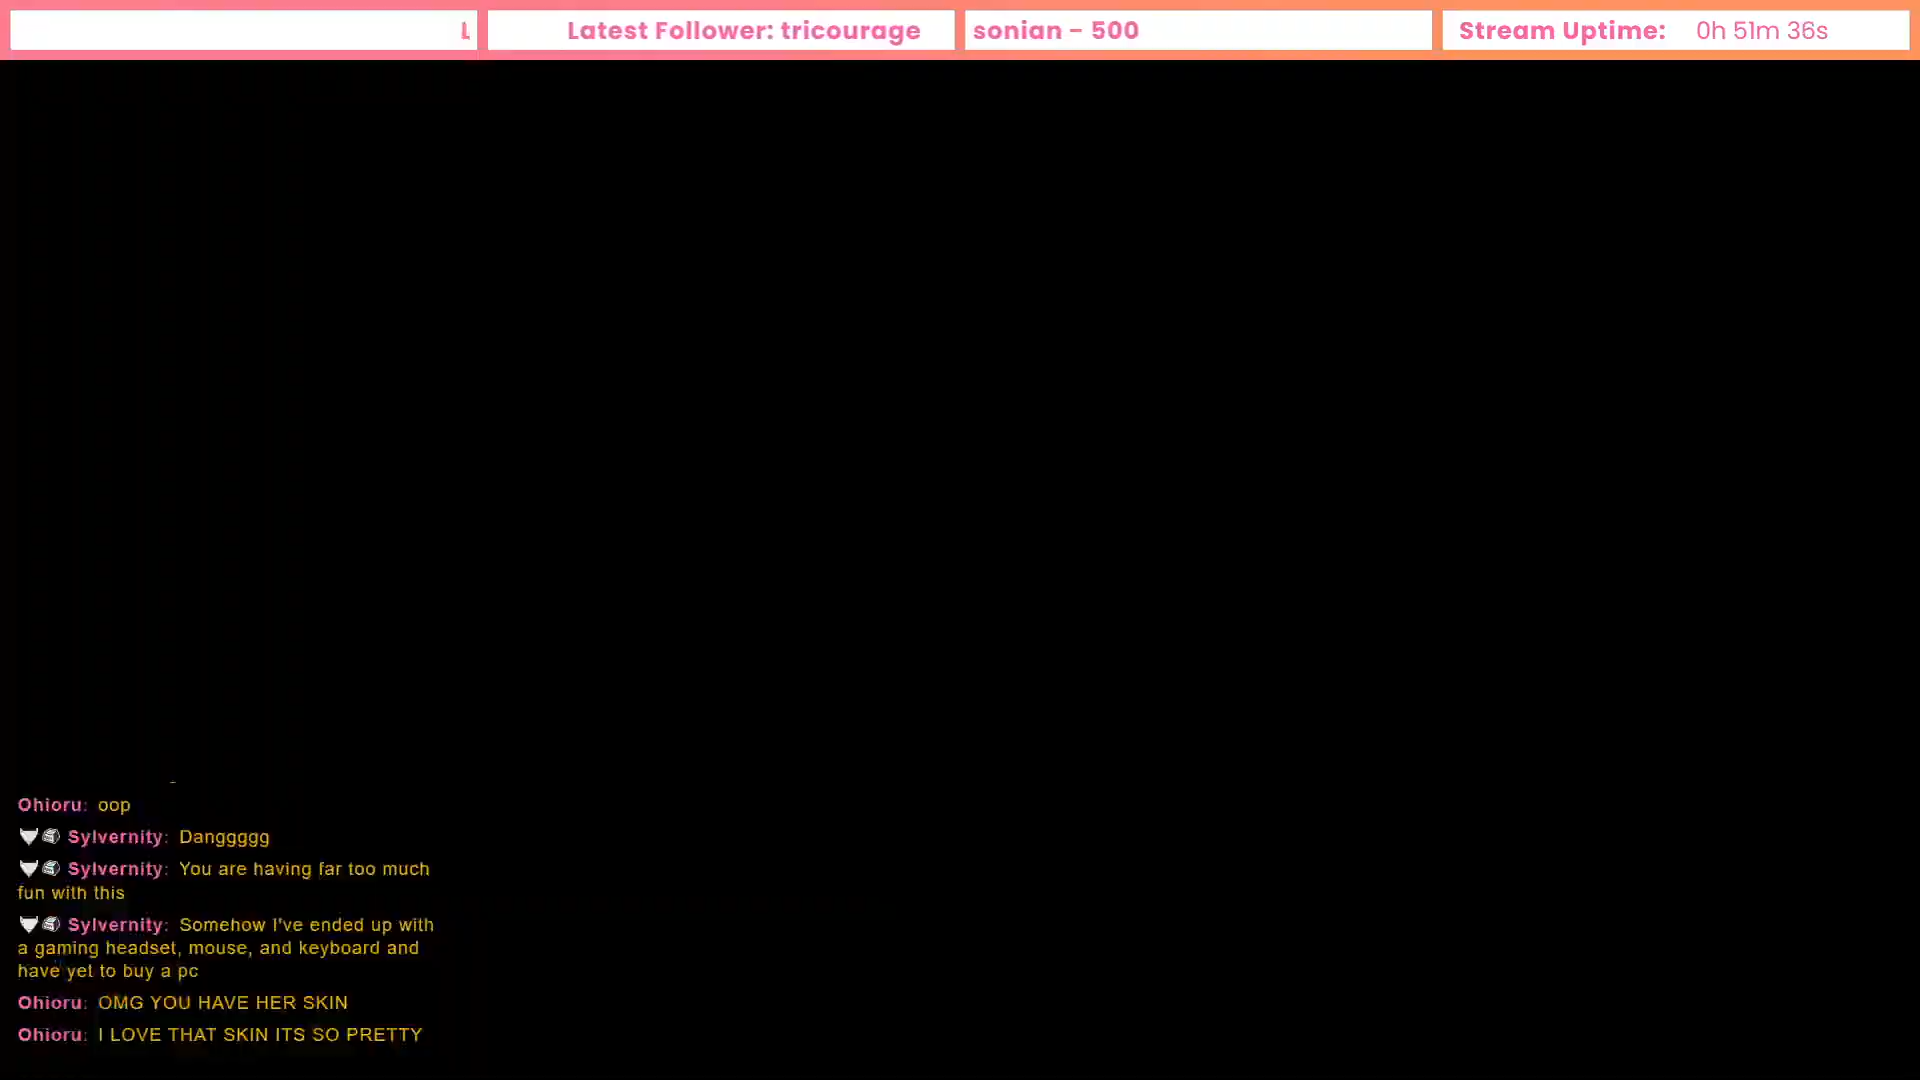 L
Latest Follower: tricourage
sonian - 500
Stream Uptime: 0h 51m 36s
Ohioru: oop
Sylvernity: Danggggg
Sylvernity: You are having far too much
fun with this
Sylvernity: Somehow I've ended up with
a gaming headset, mouse, and keyboard and
have yet to buy a pc
Ohioru: OMG YOU HAVE HER SKIN
Ohioru: I LOVE THAT SKIN ITS SO PRETTY